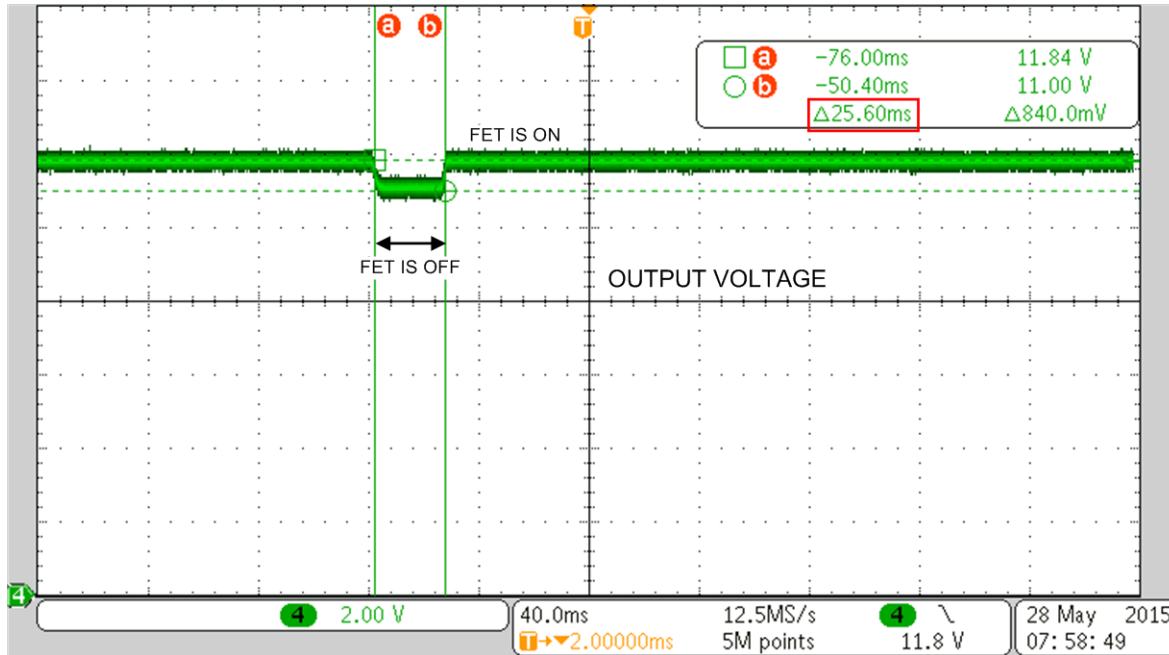 a b
T
a −76.00ms 11.84 V
b −50.40ms 11.00 V
Δ25.60ms Δ840.0mV
FET IS ON
FET IS OFF
OUTPUT VOLTAGE
4
4 2.00 V
40.0ms 12.5MS/s 4 \
T→▼2.00000ms 5M points 11.8 V
28 May 2015
07:58:49